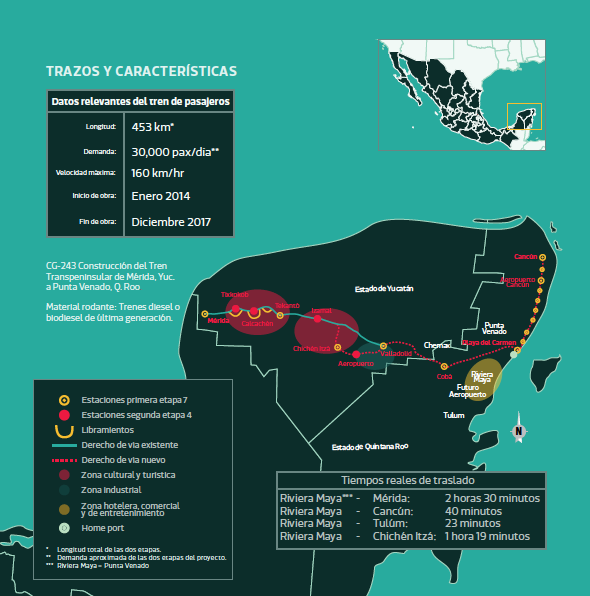 TRAZOS Y CARACTERÍSTICAS
Datos relevantes del tren de pasajeros
Longitud: 453 km*
Demanda: 30,000 pax/día**
Velocidad máxima: 160 km/hr
Inicio de obra: Enero 2014
Fin de obra: Diciembre 2017
CG-243 Construcción del Tren
Transpeninsular de Mérida, Yuc.
a Punta Venado, Q. Roo
Material rodante: Trenes diesel o
biodiesel de última generación.
Cancún
Aeropuerto
Cancún
Estado de Yucatán
Tixkokob
Tekantó
Izamal
Mérida
Cacalchén
Punta
Venado
Playa del Carmen
Chemax
Chichén Itzá
Valladolid
Aeropuerto
Cobá
Riviera
Maya
Futuro
Aeropuerto
Tulum
N
Estado de Quintana Roo
Estaciones primera etapa 7
Estaciones segunda etapa 4
Libramientos
Derecho de vía existente
Derecho de vía nuevo
Zona cultural y turística
Zona industrial
Zona hotelera, comercial
y de entretenimiento
Home port
* Longitud total de las dos etapas.
** Demanda aproximada de las dos etapas del proyecto.
*** Riviera Maya = Punta Venado
Tiempos reales de traslado
Riviera Maya*** - Mérida: 2 horas 30 minutos
Riviera Maya - Cancún: 40 minutos
Riviera Maya - Tulúm: 23 minutos
Riviera Maya - Chichén Itzá: 1 hora 19 minutos